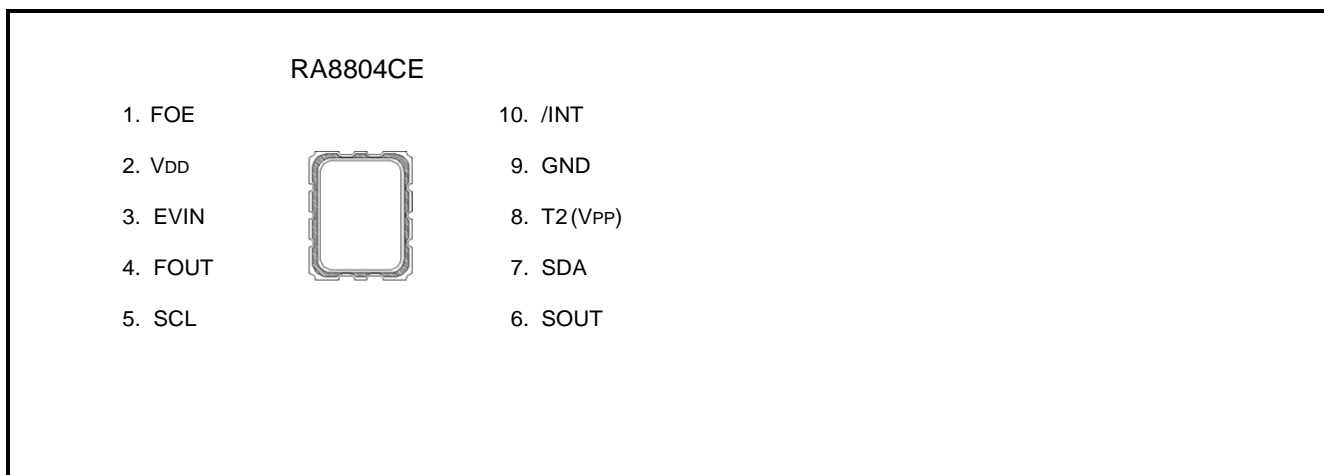 RA8804CE
1. FOE 10. /INT
2. VDD 9. GND
3. EVIN 8. T2 (VPP)
4. FOUT 7. SDA
5. SCL 6. SOUT